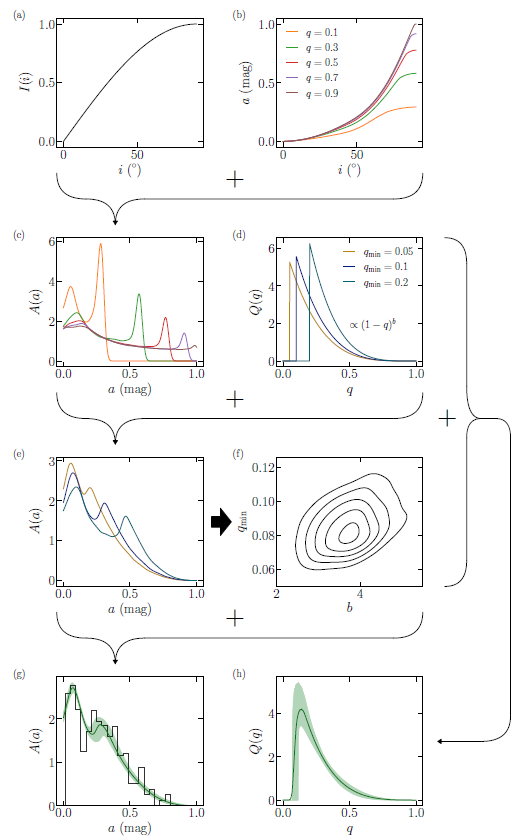 (a)
1.0
0.5
0.0
I(i)
0
50
i (°)
(b)
1.0
0.5
0.0
a (mag)
q = 0.1
q = 0.3
q = 0.5
q = 0.7
q = 0.9
0
50
i (°)
+
(c)
6
4
2
0
A(a)
0.0
0.5
1.0
a (mag)
(d)
6
4
2
0
Q(q)
q_min = 0.05
q_min = 0.1
q_min = 0.2
∝ (1 − q)^b
0.0
0.5
1.0
q
+
+
(e)
3
2
1
0
A(a)
0.0
0.5
1.0
a (mag)
(f)
0.12
0.10
0.08
0.06
q_min
2
4
b
+
(g)
2
1
0
A(a)
0.0
0.5
1.0
a (mag)
(h)
4
2
0
Q(q)
0.0
0.5
1.0
q